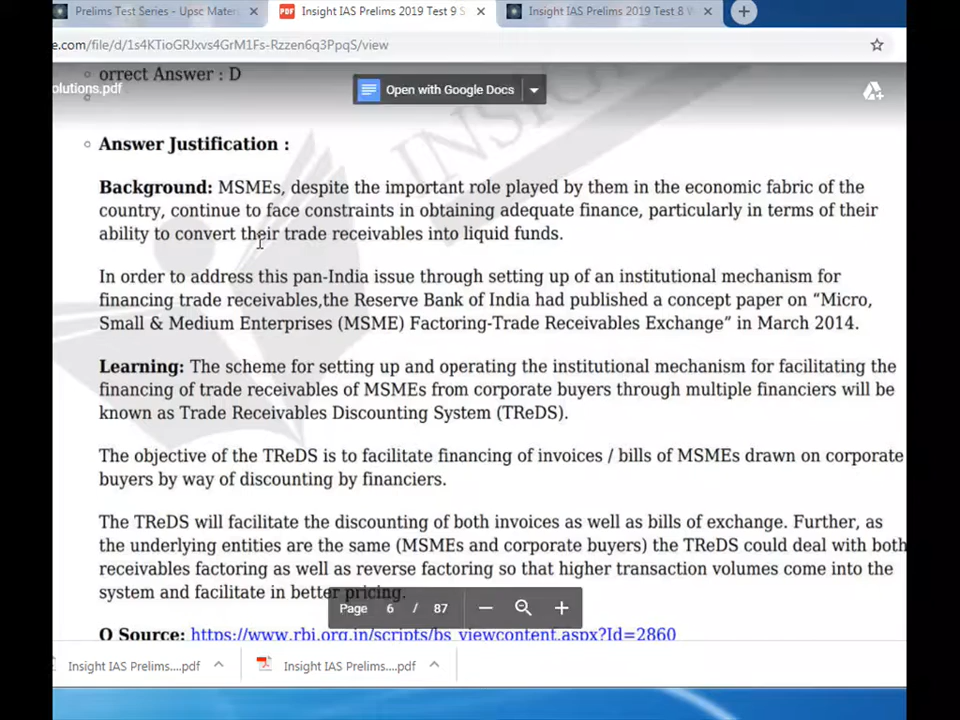 Prelims Test Series - Upsc Mater
Insight IAS Prelims 2019 Test 9 S
Insight IAS Prelims 2019 Test 8 W
e.com/file/d/1s4KTioGRJxvs4GrM1Fs-Rzzen6q3PpqS/view
orrect Answer : D
olutions.pdf
Open with Google Docs
INSIG
Answer Justification :
Background: MSMEs, despite the important role played by them in the economic fabric of the
country, continue to face constraints in obtaining adequate finance, particularly in terms of their
ability to convert their trade receivables into liquid funds.
In order to address this pan-India issue through setting up of an institutional mechanism for
financing trade receivables,the Reserve Bank of India had published a concept paper on “Micro,
Small & Medium Enterprises (MSME) Factoring-Trade Receivables Exchange” in March 2014.
Learning: The scheme for setting up and operating the institutional mechanism for facilitating the
financing of trade receivables of MSMEs from corporate buyers through multiple financiers will be
known as Trade Receivables Discounting System (TReDS).
The objective of the TReDS is to facilitate financing of invoices / bills of MSMEs drawn on corporate
buyers by way of discounting by financiers.
The TReDS will facilitate the discounting of both invoices as well as bills of exchange. Further, as
the underlying entities are the same (MSMEs and corporate buyers) the TReDS could deal with both
receivables factoring as well as reverse factoring so that higher transaction volumes come into the
system and facilitate in better pricing.
Page 6 / 87
Q Source: https://www.rbi.org.in/scripts/bs_viewcontent.aspx?Id=2860
Insight IAS Prelims....pdf
Insight IAS Prelims....pdf